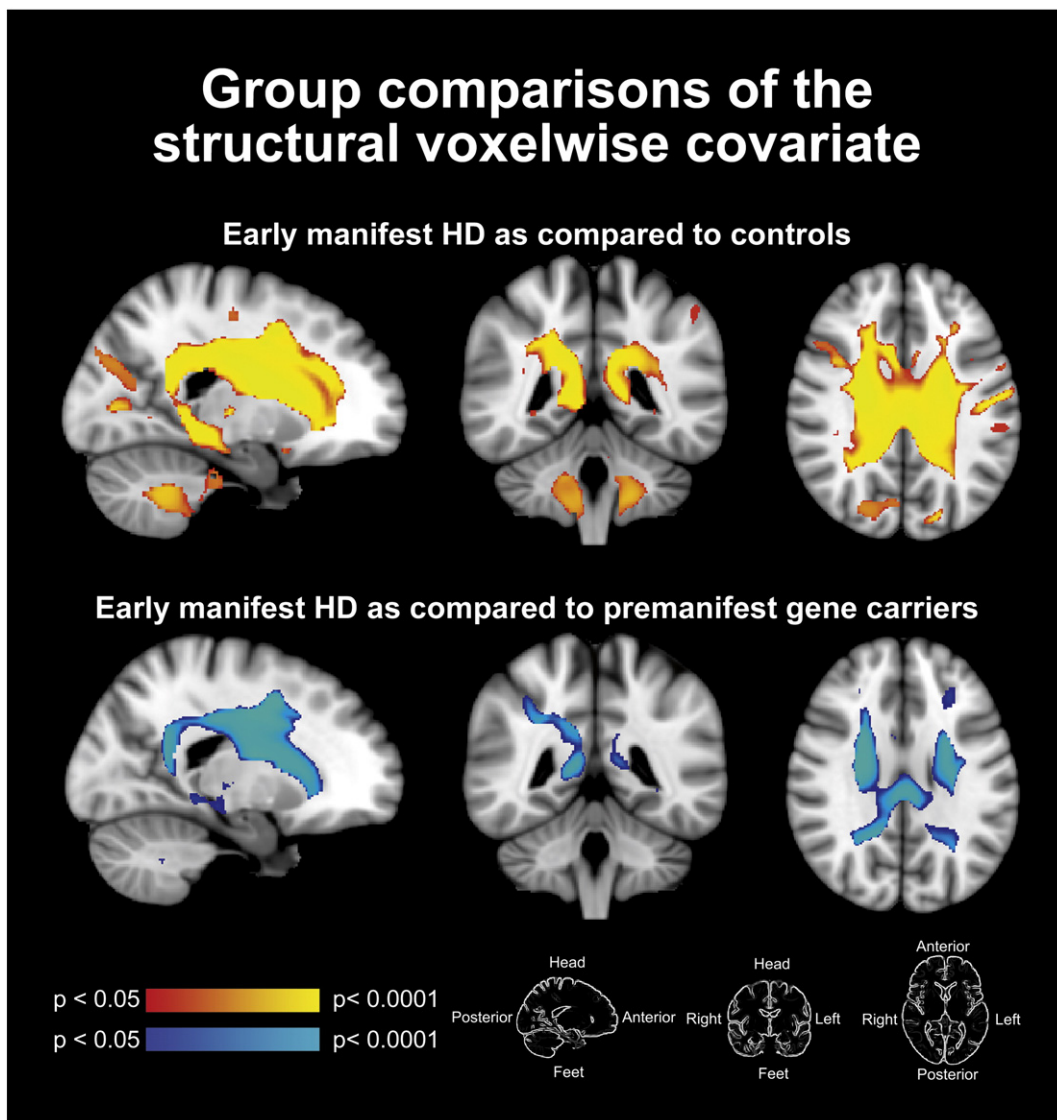 Group comparisons of the
structural voxelwise covariate
Early manifest HD as compared to controls
Early manifest HD as compared to premanifest gene carriers
p < 0.05 p< 0.0001
p < 0.05 p< 0.0001
Head
Posterior Anterior
Feet
Head
Right Left
Feet
Anterior
Right Left
Posterior